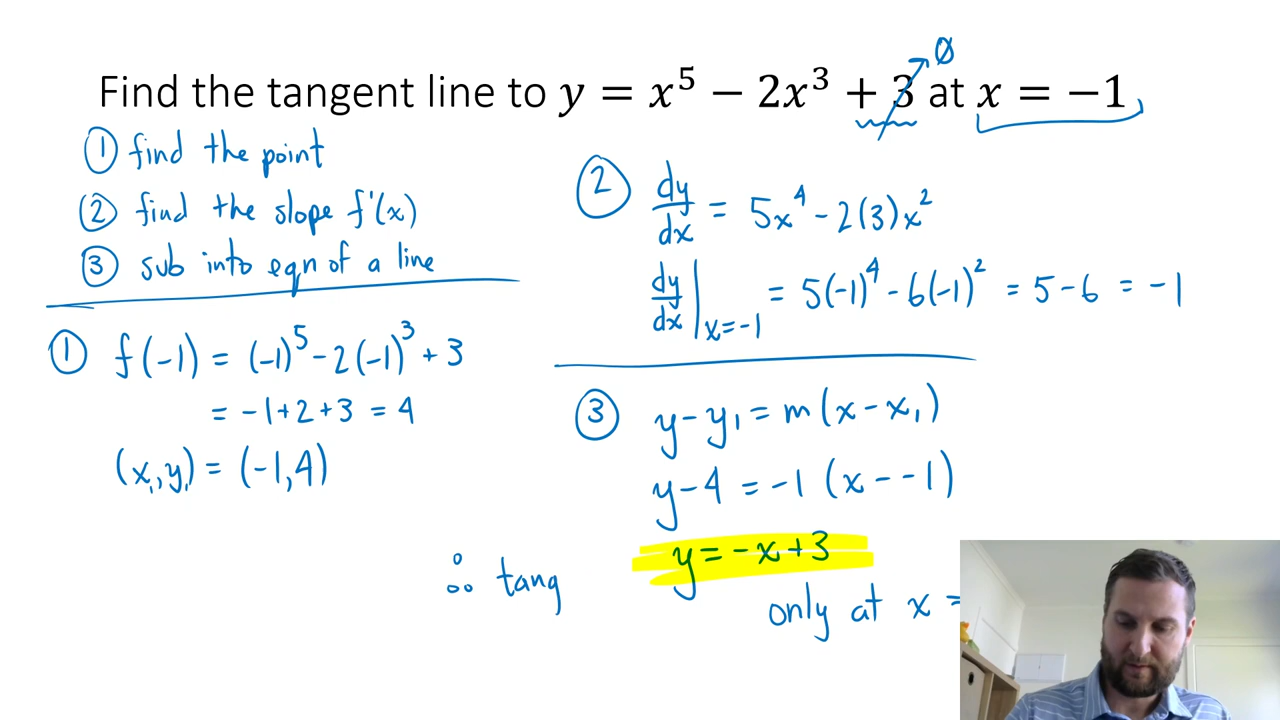 Find the tangent line to y = x⁵ − 2x³ + 3 at x = −1
0
① find the point
② find the slope f'(x)
③ sub into eqn of a line
① f(-1) = (-1)⁵ - 2(-1)³ + 3
= -1+2+3 = 4
(x₁,y₁) = (-1,4)
② dy/dx = 5x⁴ - 2(3)x²
dy/dx|x=-1 = 5(-1)⁴ - 6(-1)² = 5-6 = -1
③ y-y₁ = m(x-x₁)
y-4 = -1 (x--1)
y = -x+3
only at x =
∴ tang